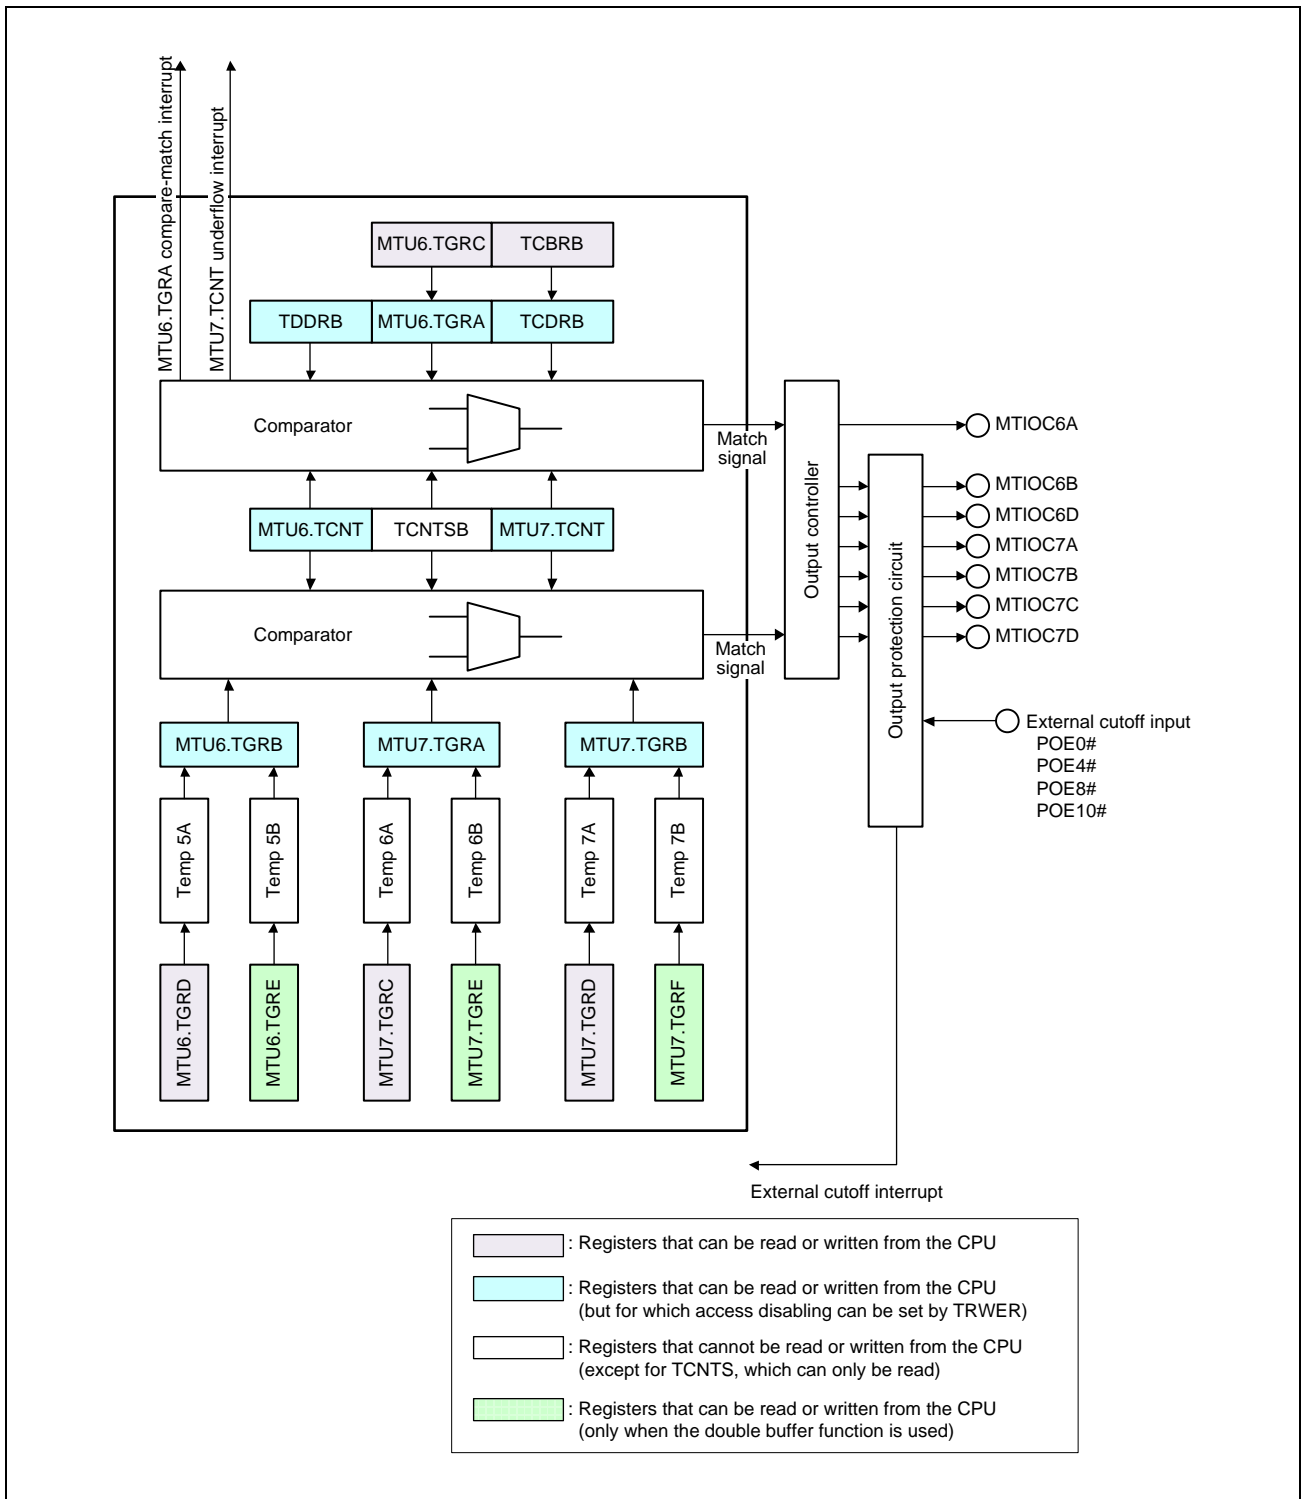 MTU6.TGRA compare-match interrupt
MTU7.TCNT underflow interrupt
MTU6.TGRC
TCBRB
TDDRB
MTU6.TGRA
TCDRB
Comparator
Match
signal
Output controller
MTIOC6A
MTU6.TCNT
TCNTSB
MTU7.TCNT
Output protection circuit
MTIOC6B
MTIOC6D
MTIOC7A
MTIOC7B
MTIOC7C
MTIOC7D
Comparator
Match
signal
External cutoff input
POE0#
POE4#
POE8#
POE10#
MTU6.TGRB
MTU7.TGRA
MTU7.TGRB
Temp 5A
Temp 5B
Temp 6A
Temp 6B
Temp 7A
Temp 7B
MTU6.TGRD
MTU6.TGRE
MTU7.TGRC
MTU7.TGRE
MTU7.TGRD
MTU7.TGRF
External cutoff interrupt
: Registers that can be read or written from the CPU
: Registers that can be read or written from the CPU
(but for which access disabling can be set by TRWER)
: Registers that cannot be read or written from the CPU
(except for TCNTS, which can only be read)
: Registers that can be read or written from the CPU
(only when the double buffer function is used)